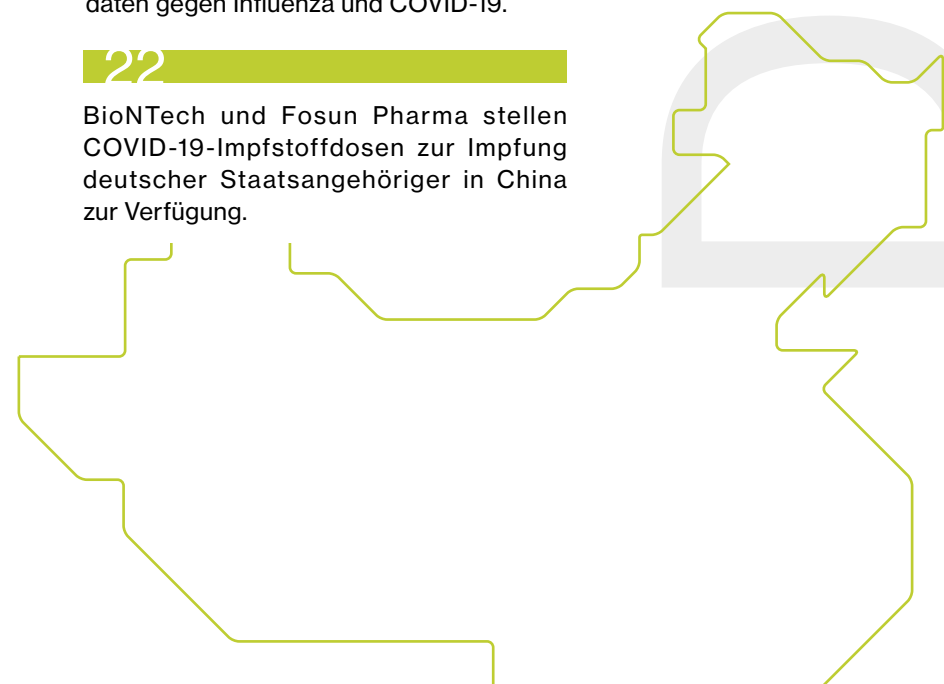 daten gegen Influenza und COVID-19.
22
BioNTech und Fosun Pharma stellen
COVID-19-Impfstoffdosen zur Impfung
deutscher Staatsangehöriger in China
zur Verfügung.